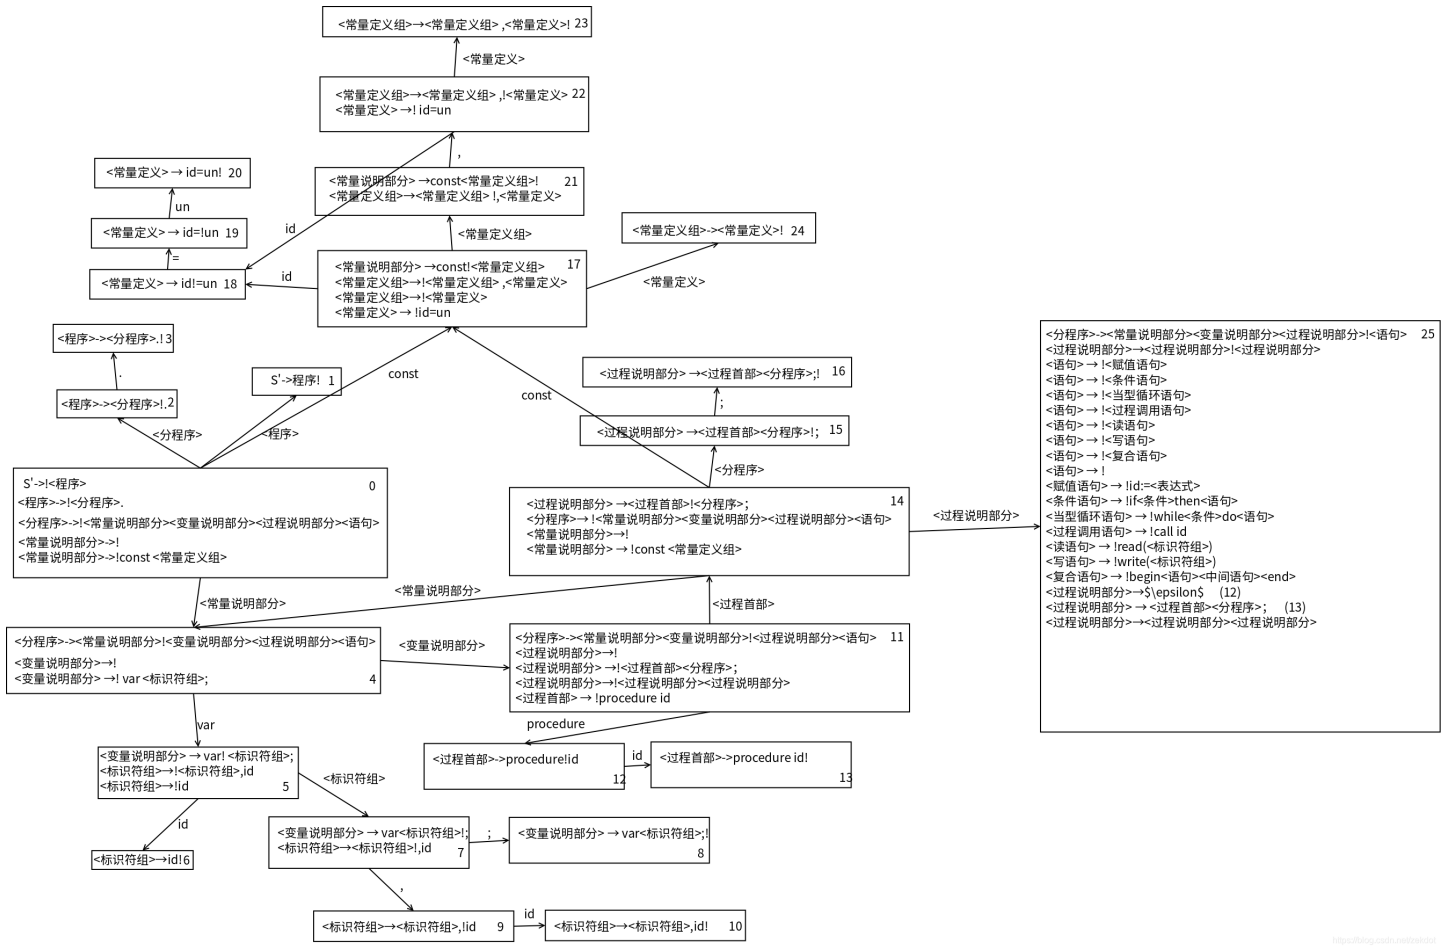 <常量定义组>→<常量定义组> ,<常量定义>! 23
<常量定义>
<常量定义组>→<常量定义组> ,!<常量定义> 22
<常量定义> →! id=un
,
<常量定义> → id=un! 20
un
<常量定义> → id=!un 19
=
<常量定义> → id!=un 18
id
id
<常量说明部分> →const<常量定义组>! 21
<常量定义组>→<常量定义组> !,<常量定义>
<常量定义组>
<常量说明部分> →const!<常量定义组> 17
<常量定义组>→!<常量定义组> ,<常量定义>
<常量定义组>→!<常量定义>
<常量定义> → !id=un
<常量定义组>-><常量定义>! 24
<常量定义>
<程序>-><分程序>.! 3
.
<程序>-><分程序>!. 2
<分程序>
S'->程序! 1
<程序>
const
const
<过程说明部分> →<过程首部><分程序>;! 16
;
<过程说明部分> →<过程首部><分程序>!； 15
<分程序>
S'->!<程序> 0
<程序>->!<分程序>.
<分程序>->!<常量说明部分><变量说明部分><过程说明部分><语句>
<常量说明部分>->!
<常量说明部分>->!const <常量定义组>
<过程说明部分> →<过程首部>!<分程序>； 14
<分程序>→ !<常量说明部分><变量说明部分><过程说明部分><语句>
<常量说明部分>→!
<常量说明部分> → !const <常量定义组>
<过程说明部分>
<分程序>-><常量说明部分><变量说明部分><过程说明部分>!<语句> 25
<过程说明部分>→<过程说明部分>!<过程说明部分>
<语句> → !<赋值语句>
<语句> → !<条件语句>
<语句> → !<当型循环语句>
<语句> → !<过程调用语句>
<语句> → !<读语句>
<语句> → !<写语句>
<语句> → !<复合语句>
<语句> → !
<赋值语句> → !id:=<表达式>
<条件语句> → !if<条件>then<语句>
<当型循环语句> → !while<条件>do<语句>
<过程调用语句> → !call id
<读语句> → !read(<标识符组>)
<写语句> → !write(<标识符组>)
<复合语句> → !begin<语句><中间语句><end>
<过程说明部分>→$\epsilon$ (12)
<过程说明部分> → <过程首部><分程序>； (13)
<过程说明部分>→<过程说明部分><过程说明部分>
<常量说明部分>
<常量说明部分>
<过程首部>
<分程序>-><常量说明部分>!<变量说明部分><过程说明部分><语句>
<变量说明部分>→!
<变量说明部分> →! var <标识符组>; 4
<变量说明部分>
<分程序>-><常量说明部分><变量说明部分>!<过程说明部分><语句> 11
<过程说明部分>→!
<过程说明部分> →!<过程首部><分程序>；
<过程说明部分>→!<过程说明部分><过程说明部分>
<过程首部> → !procedure id
var
procedure
<变量说明部分> → var! <标识符组>;
<标识符组>→!<标识符组>,id
<标识符组>→!id 5
<标识符组>
<过程首部>->procedure!id
12
id
<过程首部>->procedure id!
13
id
<标识符组>→id! 6
<变量说明部分> → var<标识符组>!;
<标识符组>→<标识符组>!,id 7
;
<变量说明部分> → var<标识符组>;!
8
,
<标识符组>→<标识符组>,!id 9
id
<标识符组>→<标识符组>,id! 10